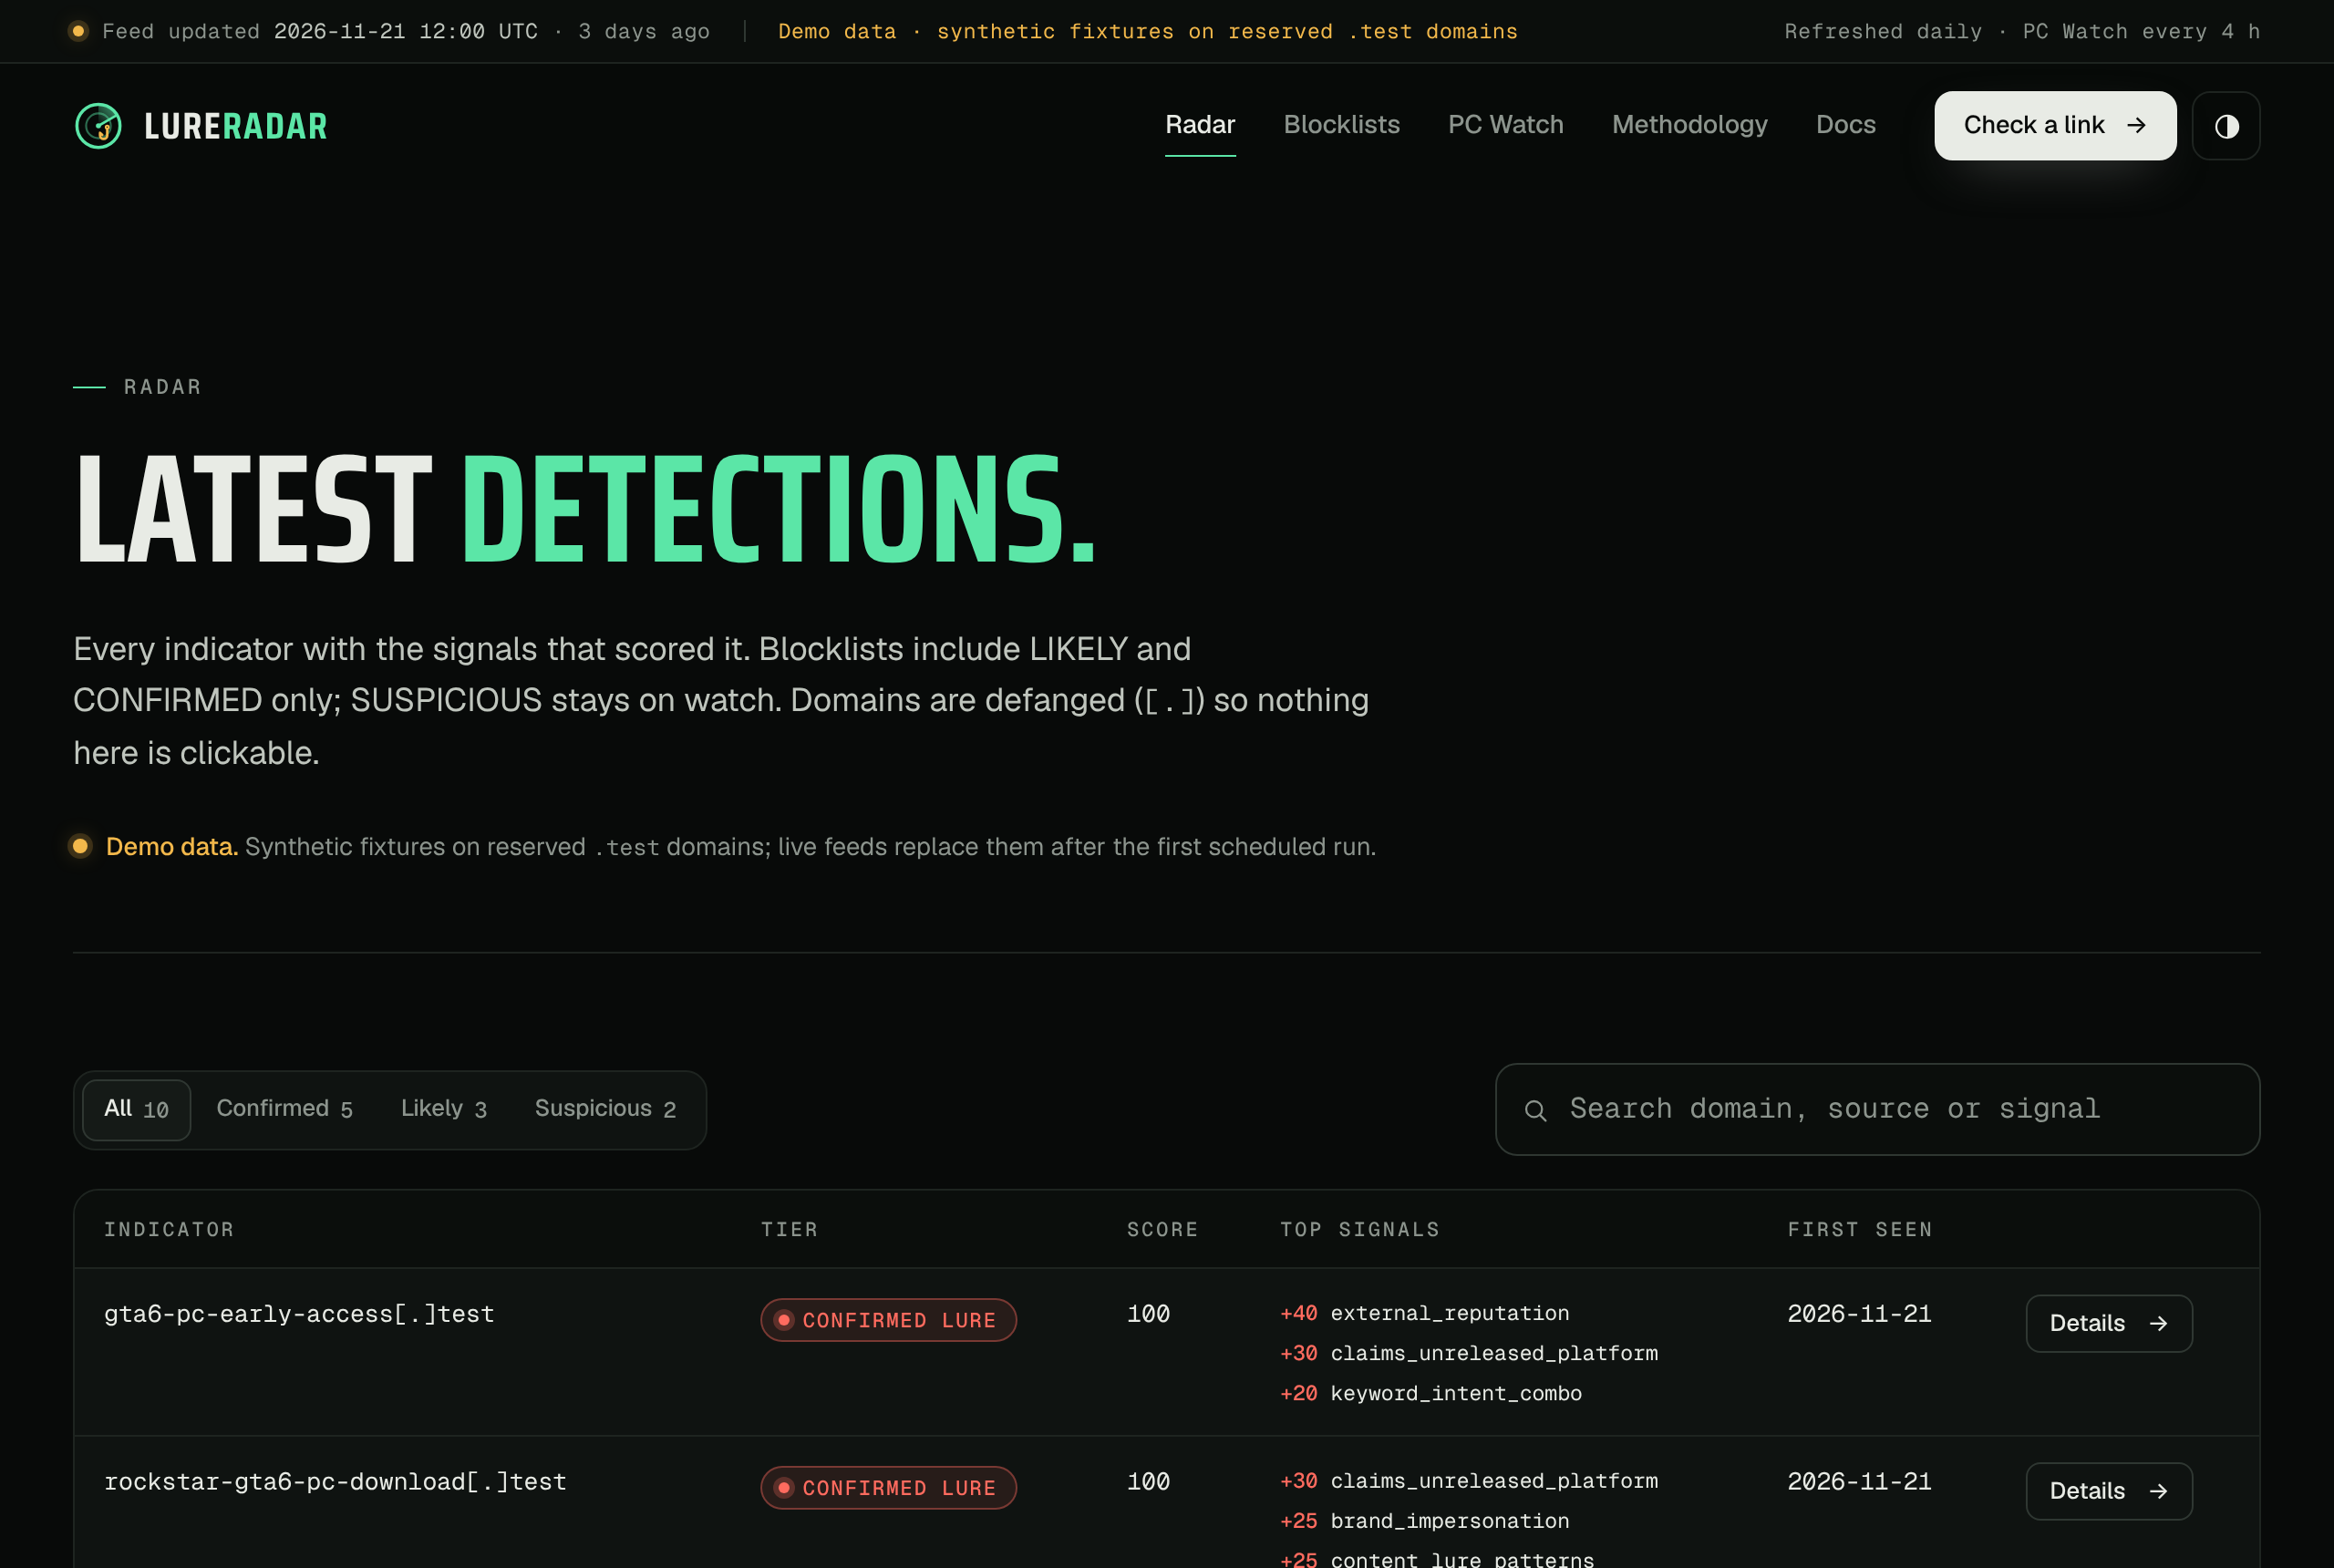 Feed updated 2026-11-21 12:00 UTC · 3 days ago
Demo data · synthetic fixtures on reserved .test domains
Refreshed daily · PC Watch every 4 h
LURERADAR
Radar
Blocklists
PC Watch
Methodology
Docs
Check a link →
RADAR
LATEST DETECTIONS.
Every indicator with the signals that scored it. Blocklists include LIKELY and
CONFIRMED only; SUSPICIOUS stays on watch. Domains are defanged ([.]) so nothing
here is clickable.
Demo data. Synthetic fixtures on reserved .test domains; live feeds replace them after the first scheduled run.
All 10
Confirmed 5
Likely 3
Suspicious 2
Search domain, source or signal
INDICATOR
TIER
SCORE
TOP SIGNALS
FIRST SEEN
gta6-pc-early-access[.]test
CONFIRMED LURE
100
+40 external_reputation
+30 claims_unreleased_platform
+20 keyword_intent_combo
2026-11-21
Details →
rockstar-gta6-pc-download[.]test
CONFIRMED LURE
100
+30 claims_unreleased_platform
+25 brand_impersonation
+25 content_lure_patterns
2026-11-21
Details →